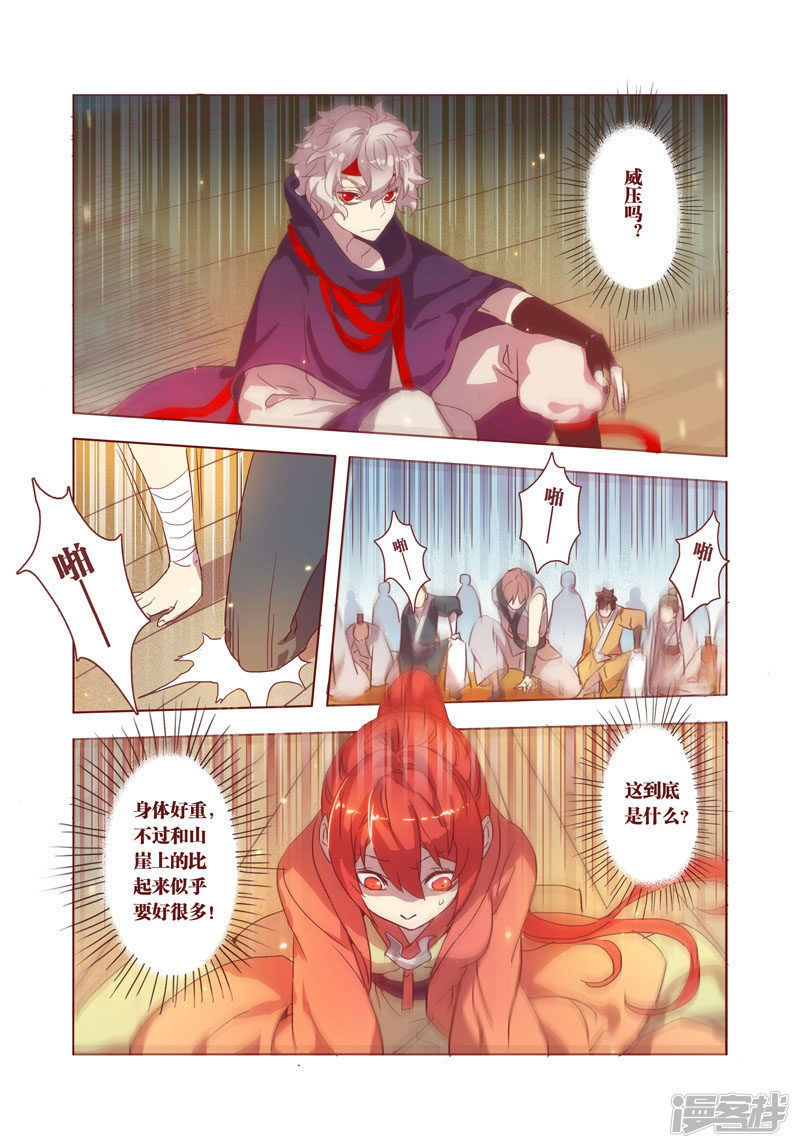 威压吗？
啪——
啪——
啪——
啪——
这到底
是什么？
身体好重，
不过和山
崖上的比
起来似乎
要好很多！
漫客栈